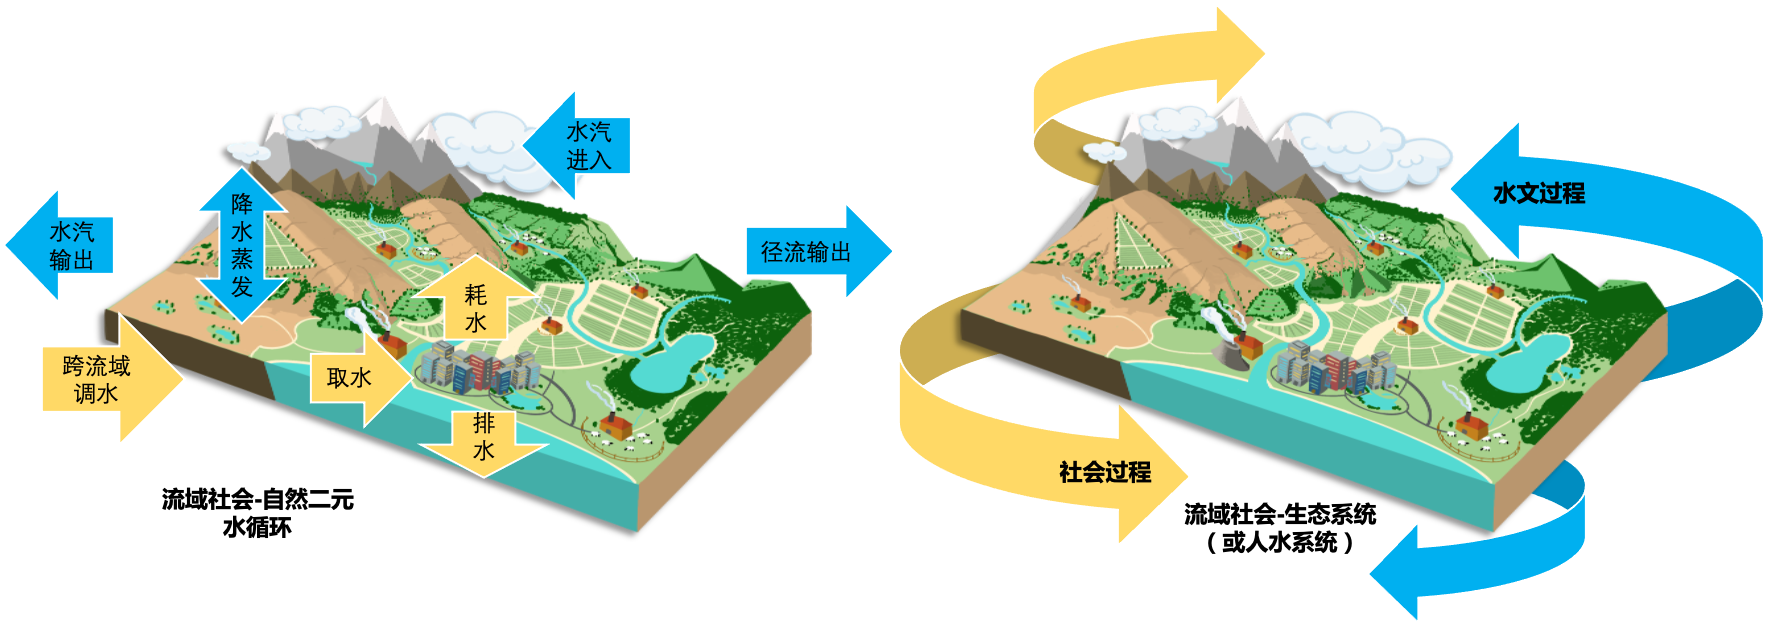 水汽
进入
降
水
蒸
发
水汽
输出
径流输出
耗
水
跨流域
调水
取水
排
水
流域社会-自然二元
水循环
水文过程
社会过程
流域社会-生态系统
（或人水系统）